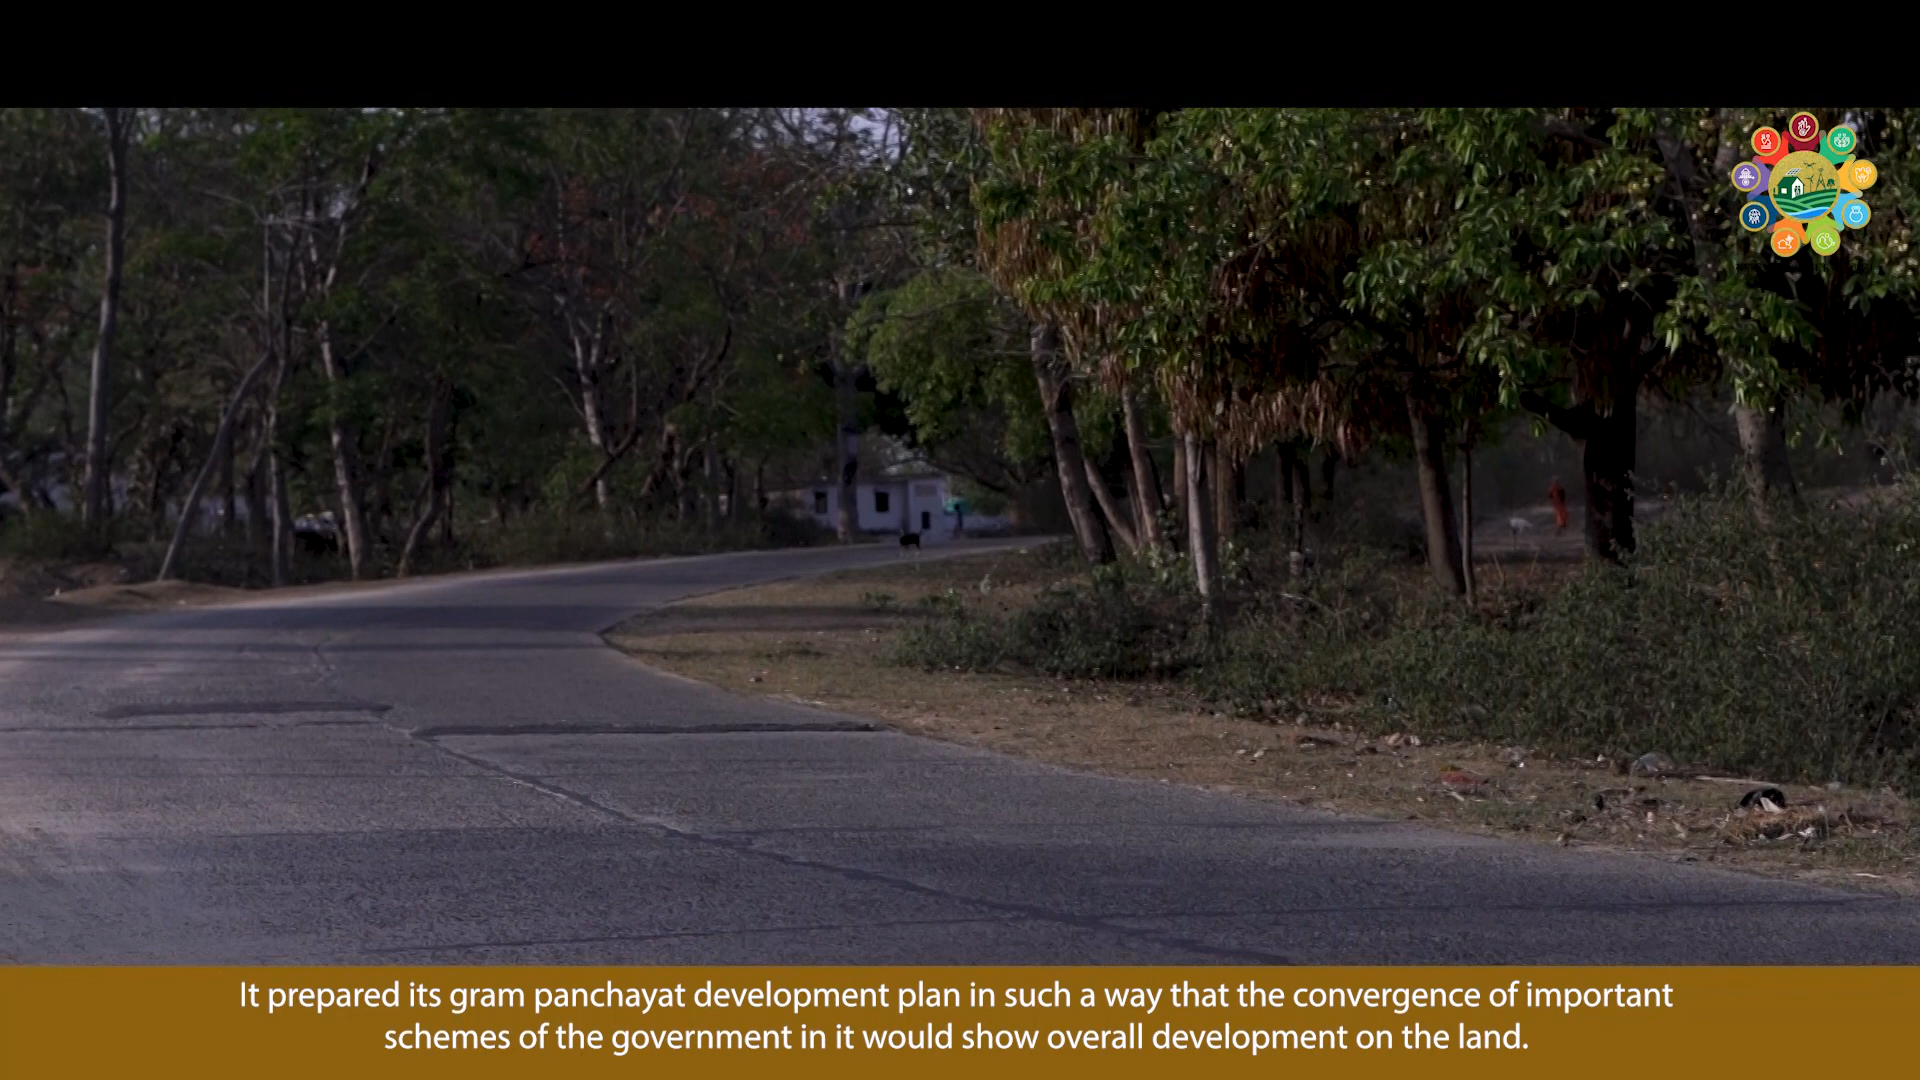 It prepared its gram panchayat development plan in such a way that the convergence of important
schemes of the government in it would show overall development on the land.